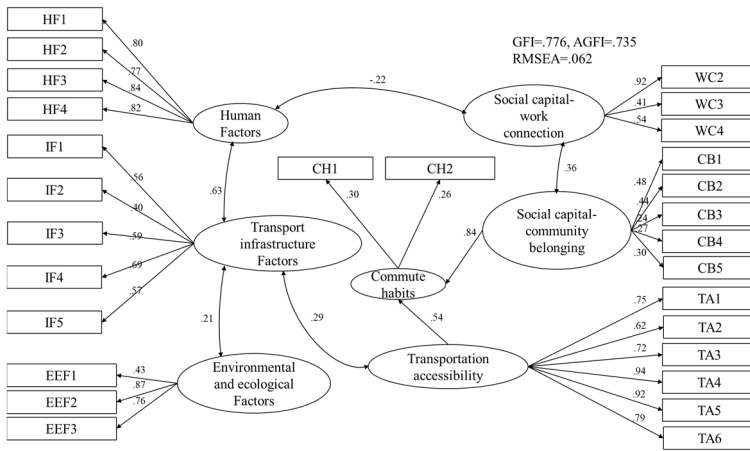 HF1
HF2
HF3
HF4
.80
.77
.84
.82
Human
Factors
-.22
GFI=.776, AGFI=.735
RMSEA=.062
Social capital-
work
connection
.92
.41
.54
WC2
WC3
WC4
IF1
IF2
IF3
IF4
IF5
.56
.40
.59
.69
.57
.63
Transport
infrastructure
Factors
CH1
CH2
.30
.26
.36
Social capital-
community
belonging
.48
.44
.24
.27
.30
CB1
CB2
CB3
CB4
CB5
.84
Commute
habits
.54
.21
.29
EEF1
EEF2
EEF3
.43
.87
.76
Environmental
and ecological
Factors
Transportation
accessibility
.75
.62
.72
.94
.92
.79
TA1
TA2
TA3
TA4
TA5
TA6